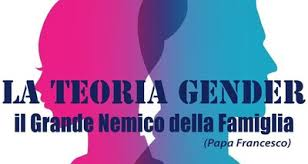 LA TEORIA GENDER
il Grande Nemico della Famiglia
(Papa Francesco)